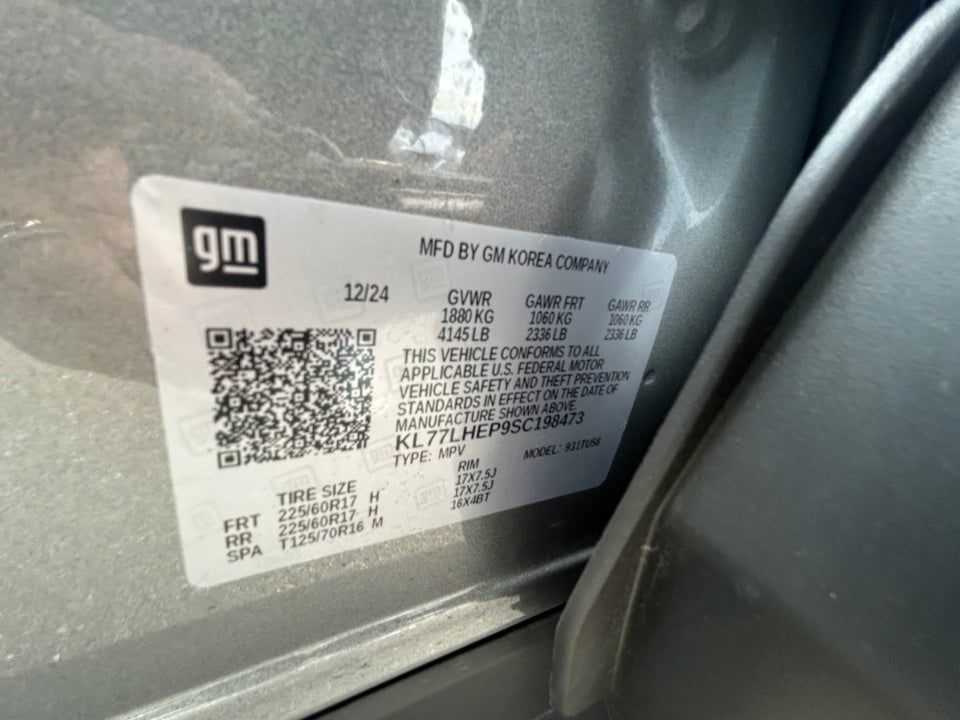 gm
MFD BY GM KOREA COMPANY
12/24 GVWR GAWR FRT GAWR RR
1880 KG 1060 KG 1060 KG
4145 LB 2336 LB 2336 LB
THIS VEHICLE CONFORMS TO ALL
APPLICABLE U.S. FEDERAL MOTOR
VEHICLE SAFETY AND THEFT PREVENTION
STANDARDS IN EFFECT ON THE DATE OF
MANUFACTURE SHOWN ABOVE.
KL77LHEP9SC198473
TYPE: MPV MODEL: 931TUS8
TIRE SIZE RIM
FRT 225/60R17 H 17X7.5J
RR 225/60R17 H 17X7.5J
SPA T125/70R16 M 16X4BT